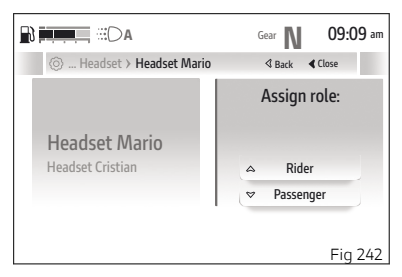 A Gear N 09:09 am
... Headset › Headset Mario Back Close
Assign role:
Headset Mario
Headset Cristian
Rider
Passenger
Fig 242